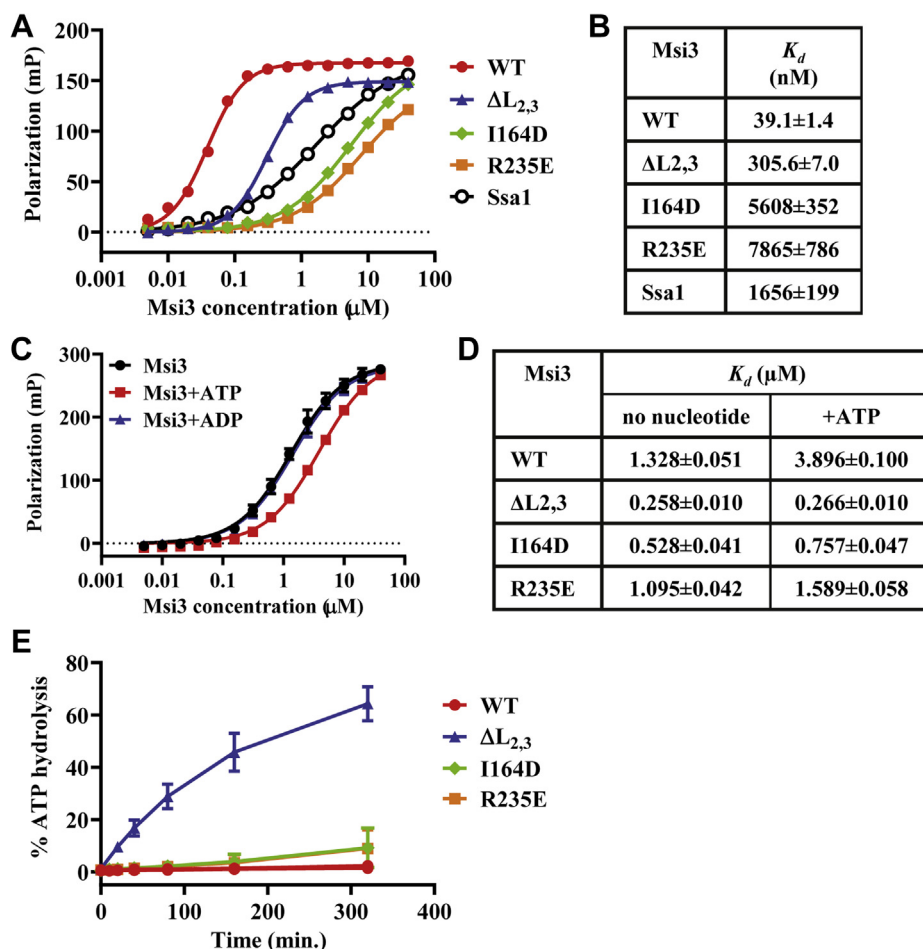 A
Polarization (mP)
200
150
100
50
0
0.001 0.01 0.1 1 10 100
Msi3 concentration (μM)
WT
ΔL2,3
I164D
R235E
Ssa1
B
Msi3 Kd (nM)
WT 39.1±1.4
ΔL2,3 305.6±7.0
I164D 5608±352
R235E 7865±786
Ssa1 1656±199
C
Polarization (mP)
300
200
100
0
0.001 0.01 0.1 1 10 100
Msi3 concentration (μM)
Msi3
Msi3+ATP
Msi3+ADP
D
Msi3 Kd (μM)
no nucleotide +ATP
WT 1.328±0.051 3.896±0.100
ΔL2,3 0.258±0.010 0.266±0.010
I164D 0.528±0.041 0.757±0.047
R235E 1.095±0.042 1.589±0.058
E
% ATP hydrolysis
80
60
40
20
0
0 100 200 300 400
Time (min.)
WT
ΔL2,3
I164D
R235E